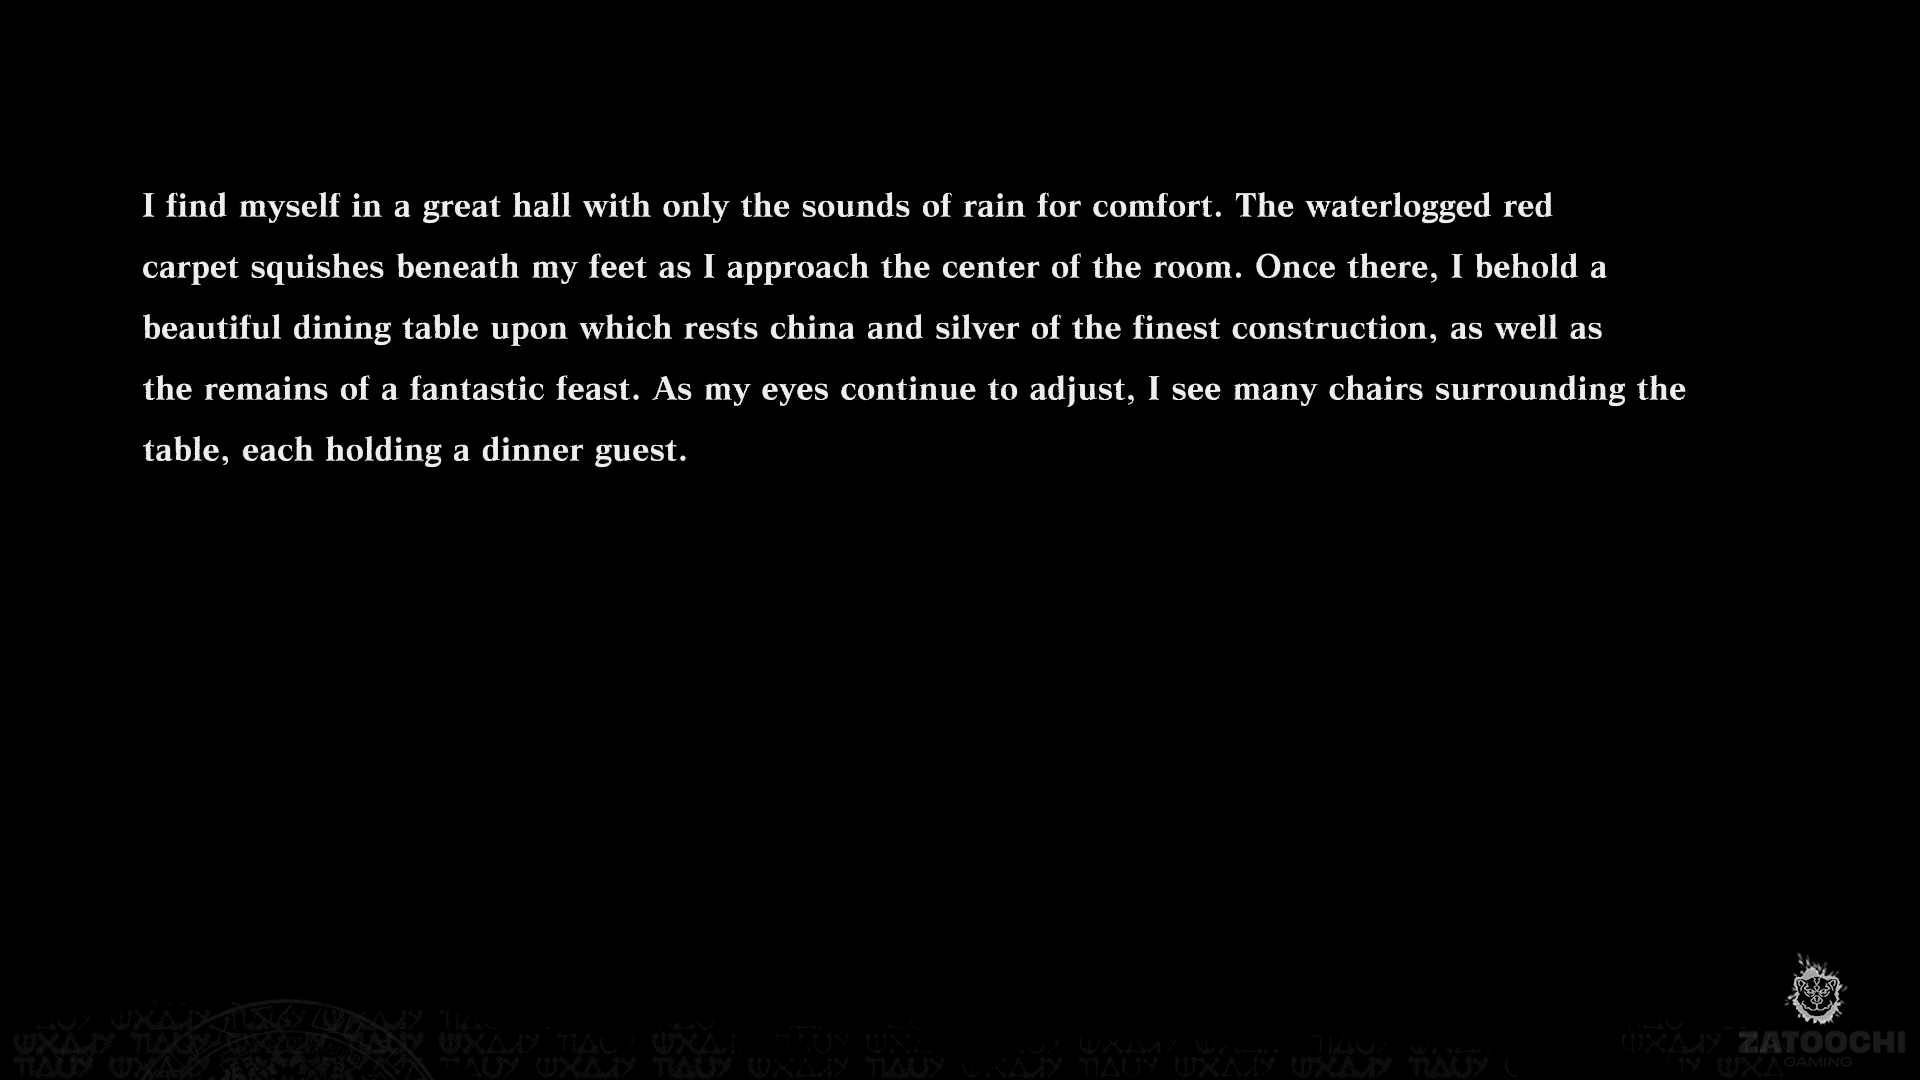 I find myself in a great hall with only the sounds of rain for comfort. The waterlogged red
carpet squishes beneath my feet as I approach the center of the room. Once there, I behold a
beautiful dining table upon which rests china and silver of the finest construction, as well as
the remains of a fantastic feast. As my eyes continue to adjust, I see many chairs surrounding the
table, each holding a dinner guest.
ZATOOCHI
GAMING